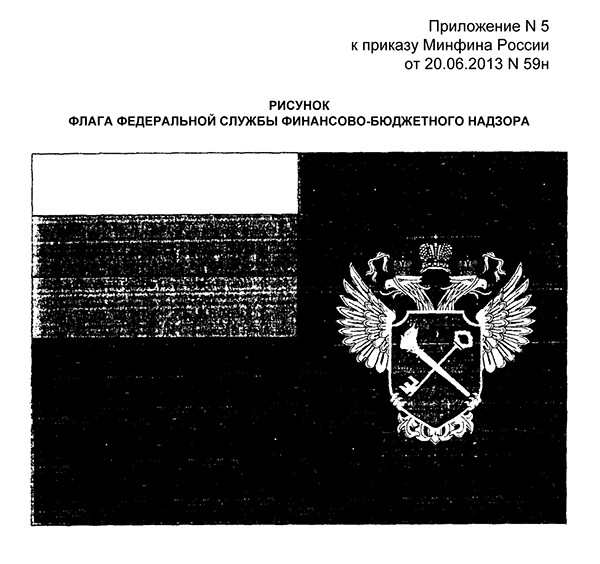 Приложение N 5
к приказу Минфина России
от 20.06.2013 N 59н
РИСУНОК
ФЛАГА ФЕДЕРАЛЬНОЙ СЛУЖБЫ ФИНАНСОВО-БЮДЖЕТНОГО НАДЗОРА